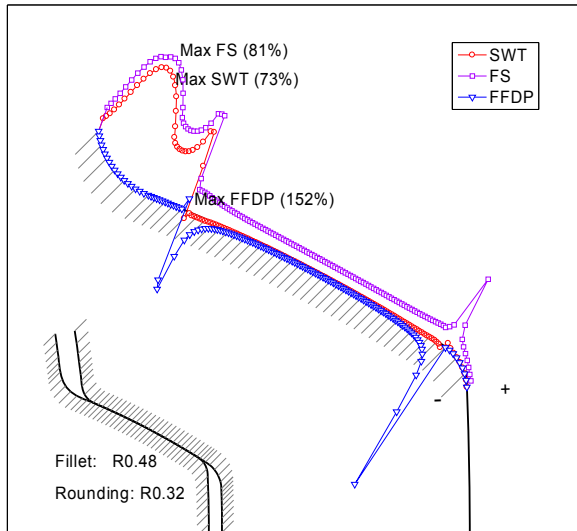 Max FS (81%)
Max SWT (73%)
SWT
FS
FFDP
Max FFDP (152%)
- +
Fillet: R0.48
Rounding: R0.32